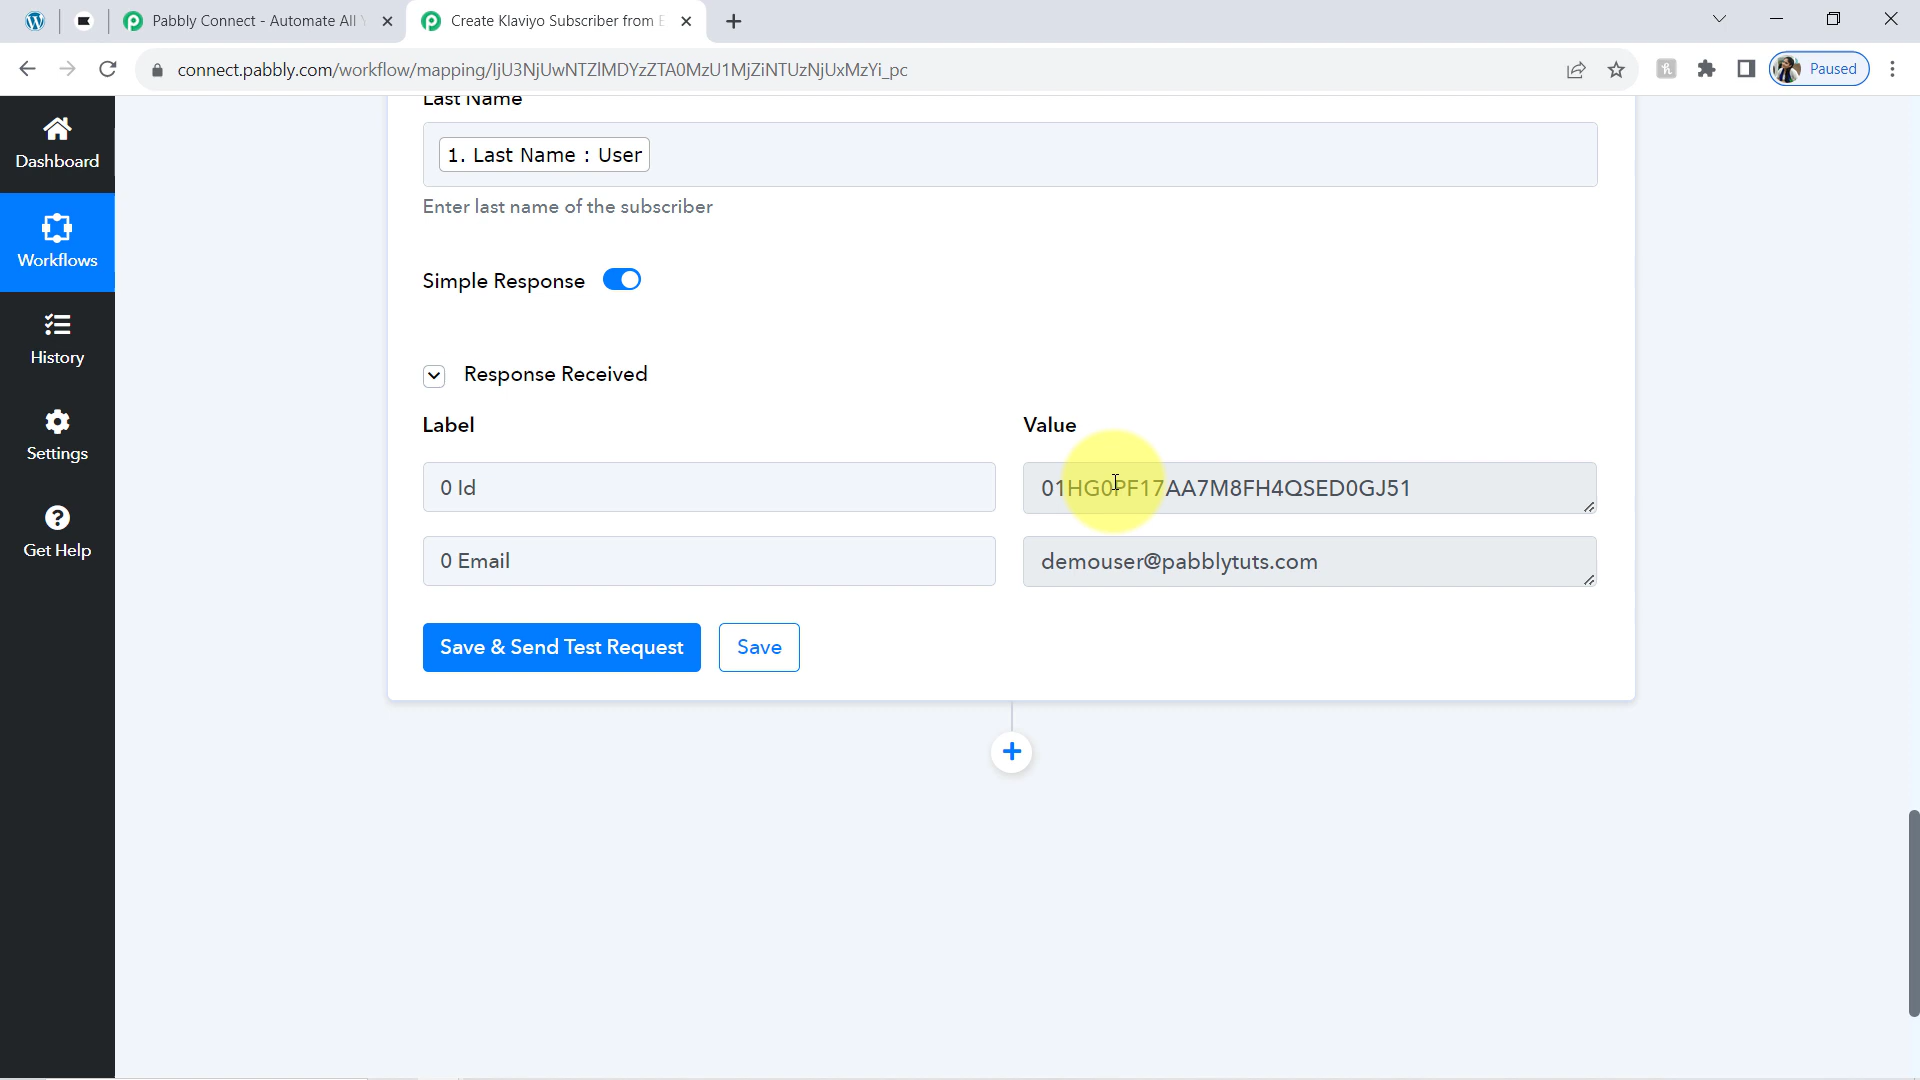 Pabbly Connect - Automate All
Create Klaviyo Subscriber from
connect.pabbly.com/workflow/mapping/IjU3NjUwNTZlMDYzZTA0MzU1MjZiNTUzNjUxMzYi_pc
Paused
Dashboard
Workflows
History
Settings
Get Help
Last Name
1. Last Name : User
Enter last name of the subscriber
Simple Response
Response Received
Label
Value
0 Id
01HG0PF17AA7M8FH4QSED0GJ51
0 Email
demouser@pabblytuts.com
Save & Send Test Request
Save